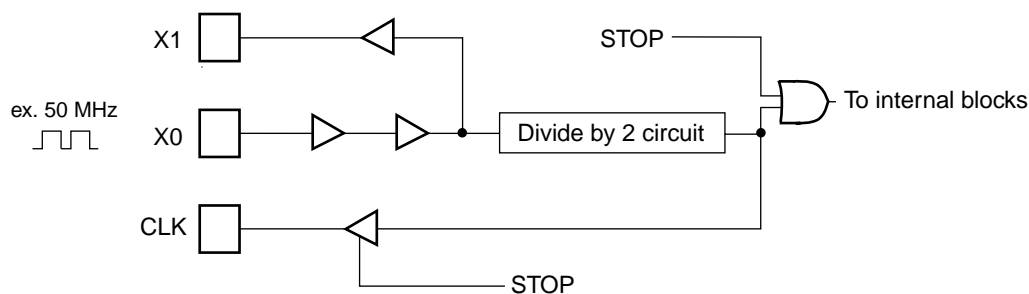 X1
STOP
To internal blocks
ex. 50 MHz
X0
Divide by 2 circuit
CLK
STOP